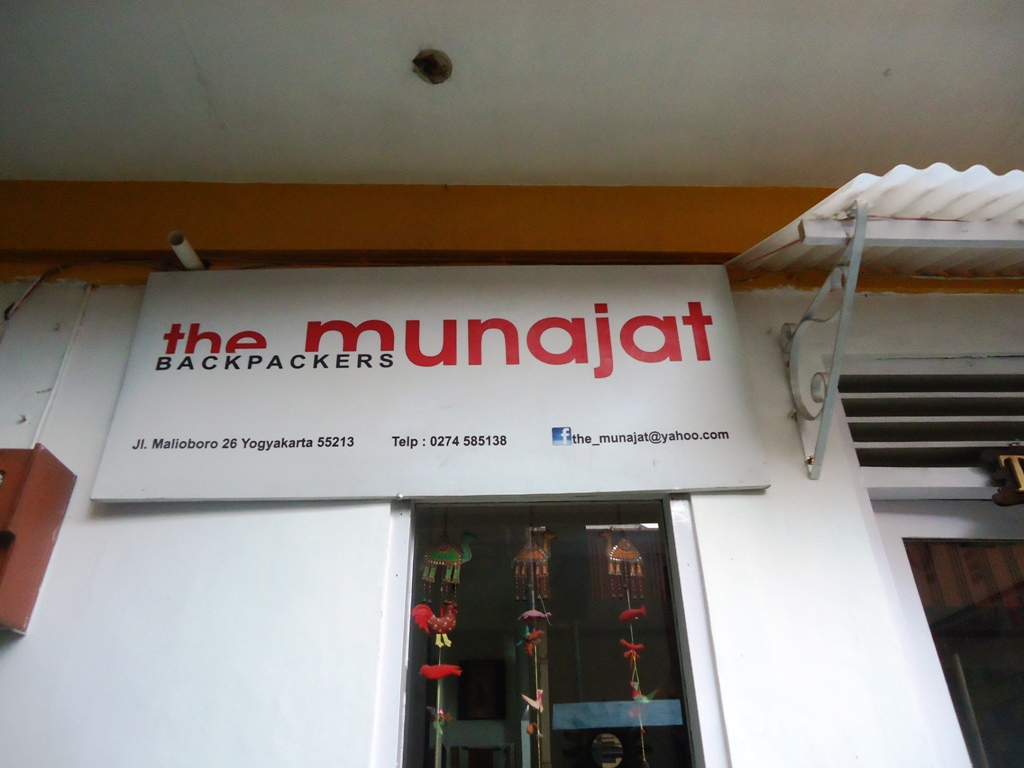 the munajat
BACKPACKERS
Jl. Malioboro 26 Yogyakarta 55213 Telp : 0274 585138 f the_munajat@yahoo.com